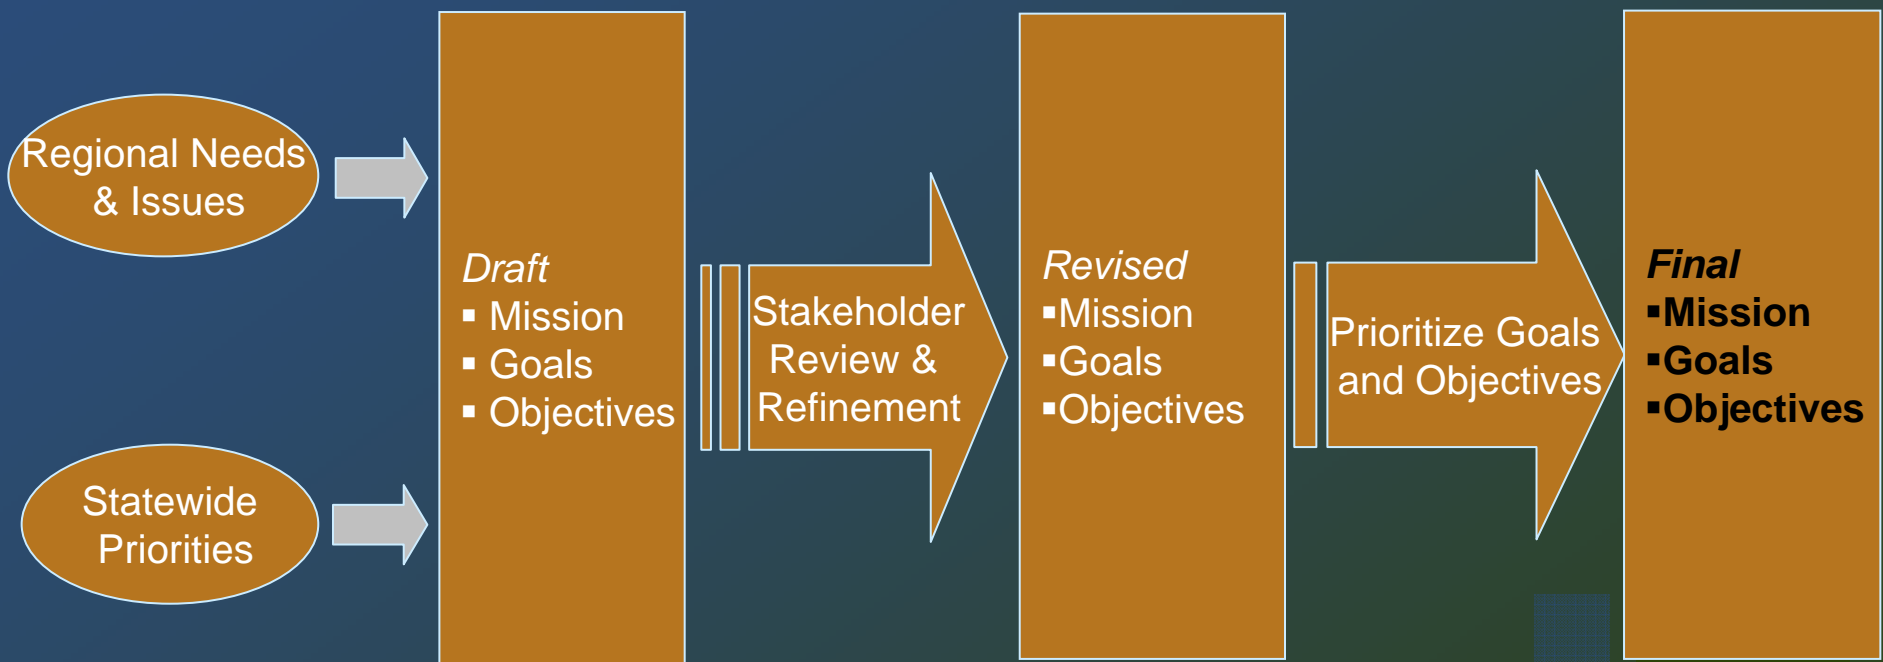 Regional Needs
& Issues
Statewide
Priorities
Draft
▪ Mission
▪ Goals
▪ Objectives
Stakeholder
Review &
Refinement
Revised
▪Mission
▪Goals
▪Objectives
Prioritize Goals
and Objectives
Final
▪Mission
▪Goals
▪Objectives